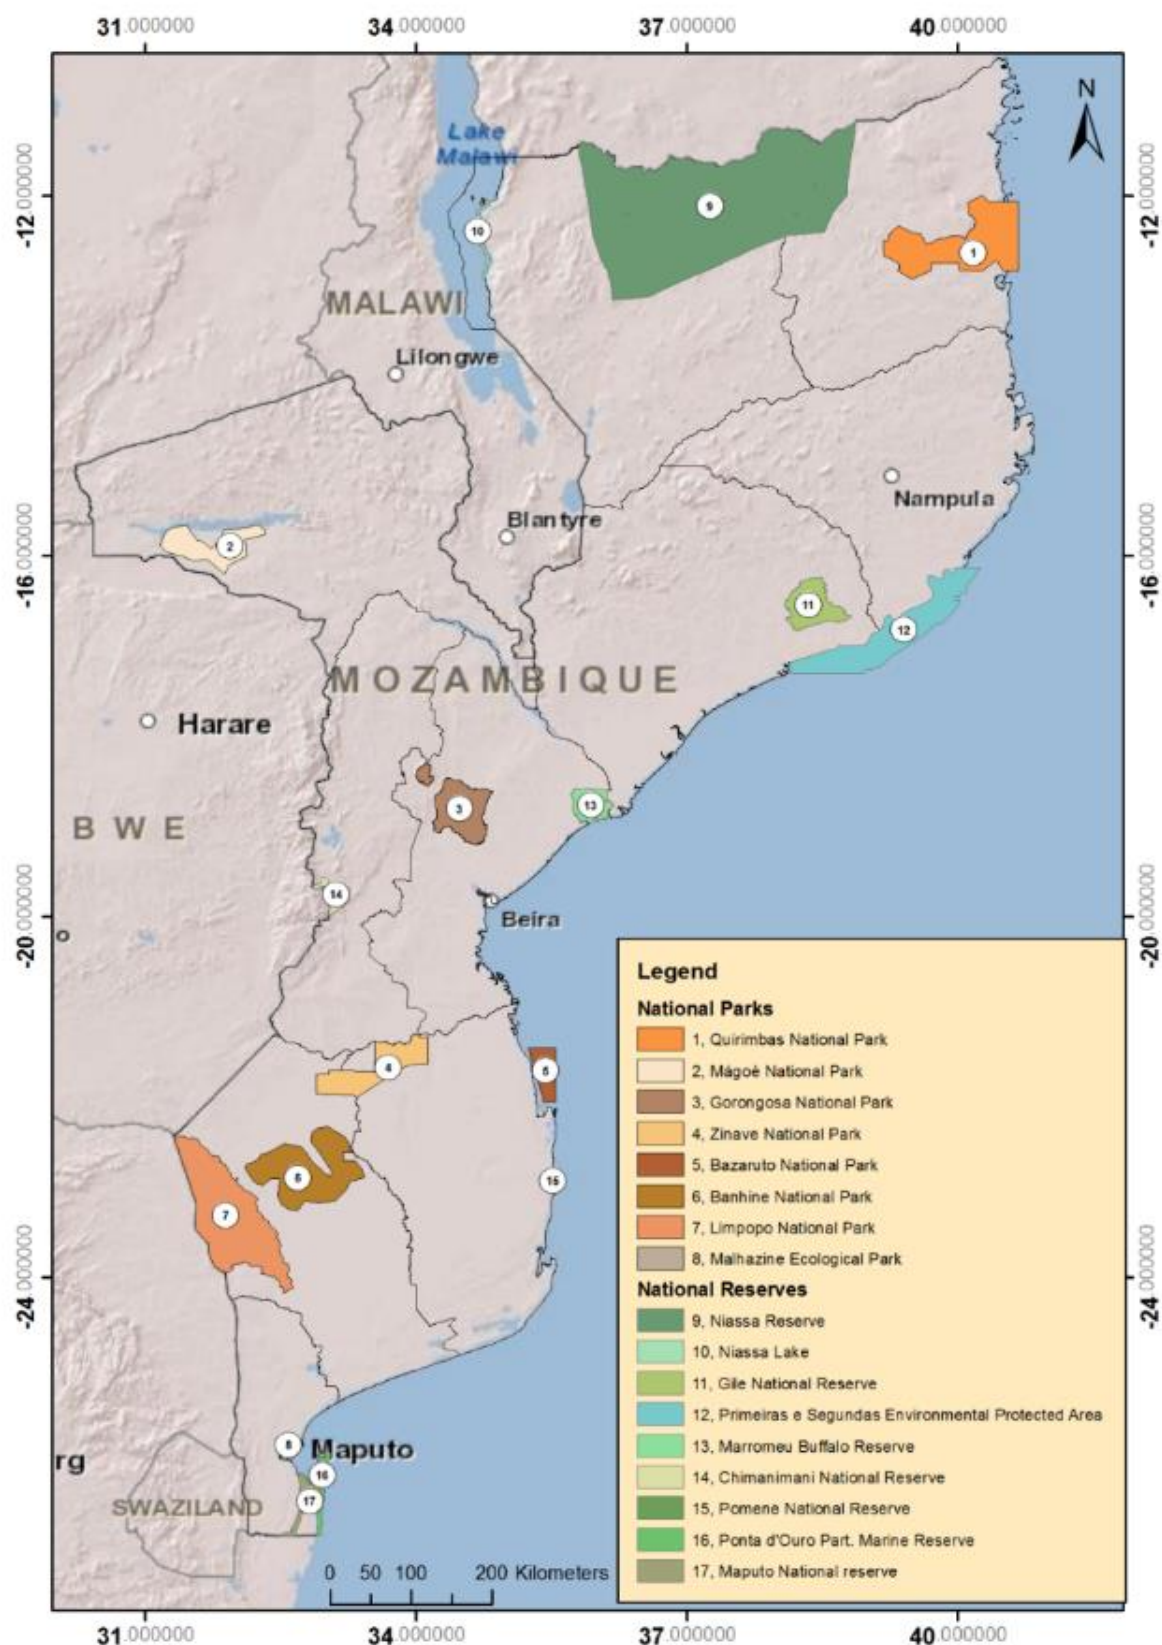 31.000000 34.000000 37.000000 40.000000
N
Lake
Malawi
-12.000000 -12.000000
9
10
1
MALAWI
Lilongwe
Nampula
Blantyre
2
-16.000000 -16.000000
11
12
MOZAMBIQUE
Harare
3
13
BWE
14
Beira
-20.000000 -20.000000
4
5
6
15
7
-24.000000 -24.000000
8 Maputo
rg
16
17
SWAZILAND
0 50 100 200 Kilometers
Legend
National Parks
1, Quirimbas National Park
2, Mágoè National Park
3, Gorongosa National Park
4, Zinave National Park
5, Bazaruto National Park
6, Banhine National Park
7, Limpopo National Park
8, Malhazine Ecological Park
National Reserves
9, Niassa Reserve
10, Niassa Lake
11, Gile National Reserve
12, Primeiras e Segundas Environmental Protected Area
13, Marromeu Buffalo Reserve
14, Chimanimani National Reserve
15, Pomene National Reserve
16, Ponta d'Ouro Part. Marine Reserve
17, Maputo National reserve
31.000000 34.000000 37.000000 40.000000